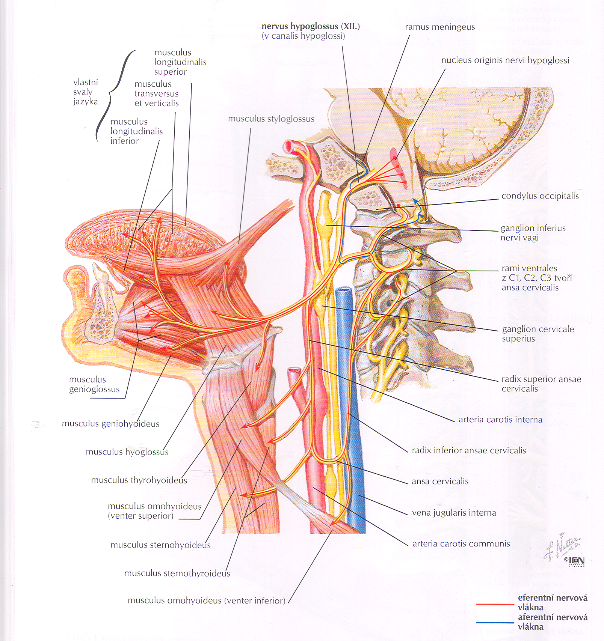 nervus hypoglossus (XII.)
(v canalis hypoglossi)
ramus meningeus
nucleus originis nervi hypoglossi
musculus
longitudinalis
superior
vlastní
svaly
jazyka
musculus
transversus
et verticalis
musculus
longitudinalis
inferior
musculus styloglossus
condylus occipitalis
ganglion inferius
nervi vagi
rami ventrales
z C1, C2, C3 tvoří
ansa cervicalis
ganglion cervicale
superius
radix superior ansae
cervicalis
arteria carotis interna
radix inferior ansae cervicalis
ansa cervicalis
vena jugularis interna
arteria carotis communis
musculus
genioglossus
musculus geniohyoideus
musculus hyoglossus
musculus thyrohyoideus
musculus omohyoideus
(venter superior)
musculus sternohyoideus
musculus sternothyroideus
musculus omohyoideus (venter inferior)
eferentní nervová
vlákna
aferentní nervová
vlákna